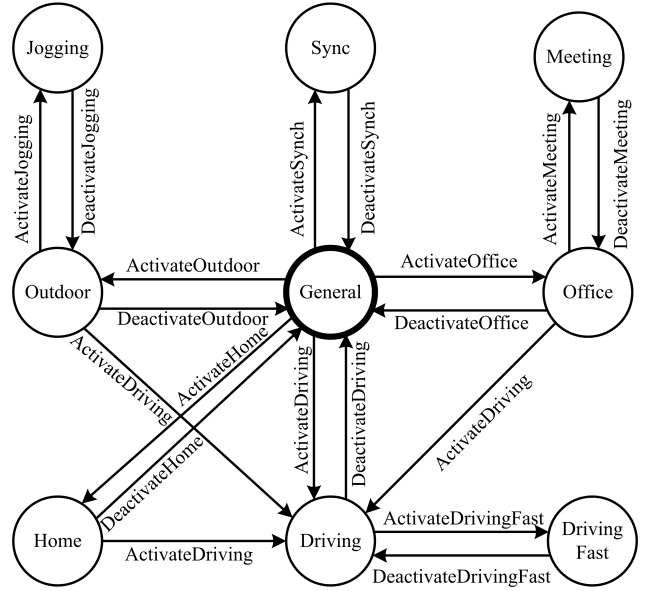 Jogging
Sync
Meeting
ActivateJogging
DeactivateJogging
ActivateSynch
DeactivateSynch
ActivateMeeting
DeactivateMeeting
Outdoor
ActivateOutdoor
DeactivateOutdoor
General
ActivateOffice
DeactivateOffice
Office
ActivateDriving
ActivateHome
DeactivateHome
ActivateDriving
DeactivateDriving
ActivateDriving
Home
ActivateDriving
Driving
ActivateDrivingFast
DeactivateDrivingFast
Driving
Fast